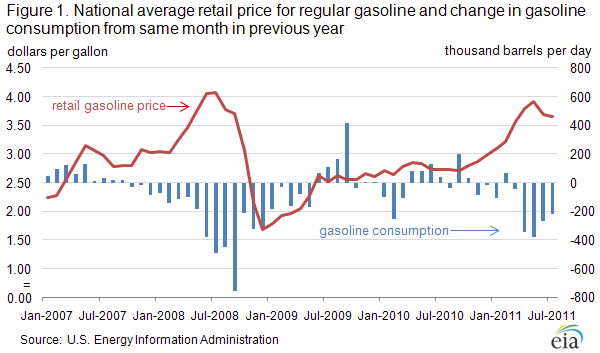 Figure 1. National average retail price for regular gasoline and change in gasoline
consumption from same month in previous year
dollars per gallon
thousand barrels per day
4.50
4.00
3.50
3.00
2.50
2.00
1.50
1.00
=
0.00
800
600
400
200
0
-200
-400
-600
-800
retail gasoline price
gasoline consumption
Jan-2007 Jul-2007 Jan-2008 Jul-2008 Jan-2009 Jul-2009 Jan-2010 Jul-2010 Jan-2011 Jul-2011
Source: U.S. Energy Information Administration
eia